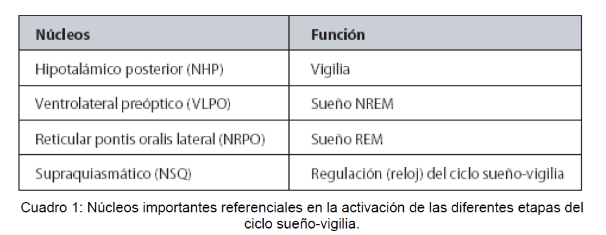 Núcleos Función
Hipotalámico posterior (NHP) Vigilia
Ventrolateral preóptico (VLPO) Sueño NREM
Reticular pontis oralis lateral (NRPO) Sueño REM
Supraquiasmático (NSQ) Regulación (reloj) del ciclo sueño-vigilia
Cuadro 1: Núcleos importantes referenciales en la activación de las diferentes etapas del
ciclo sueño-vigilia.